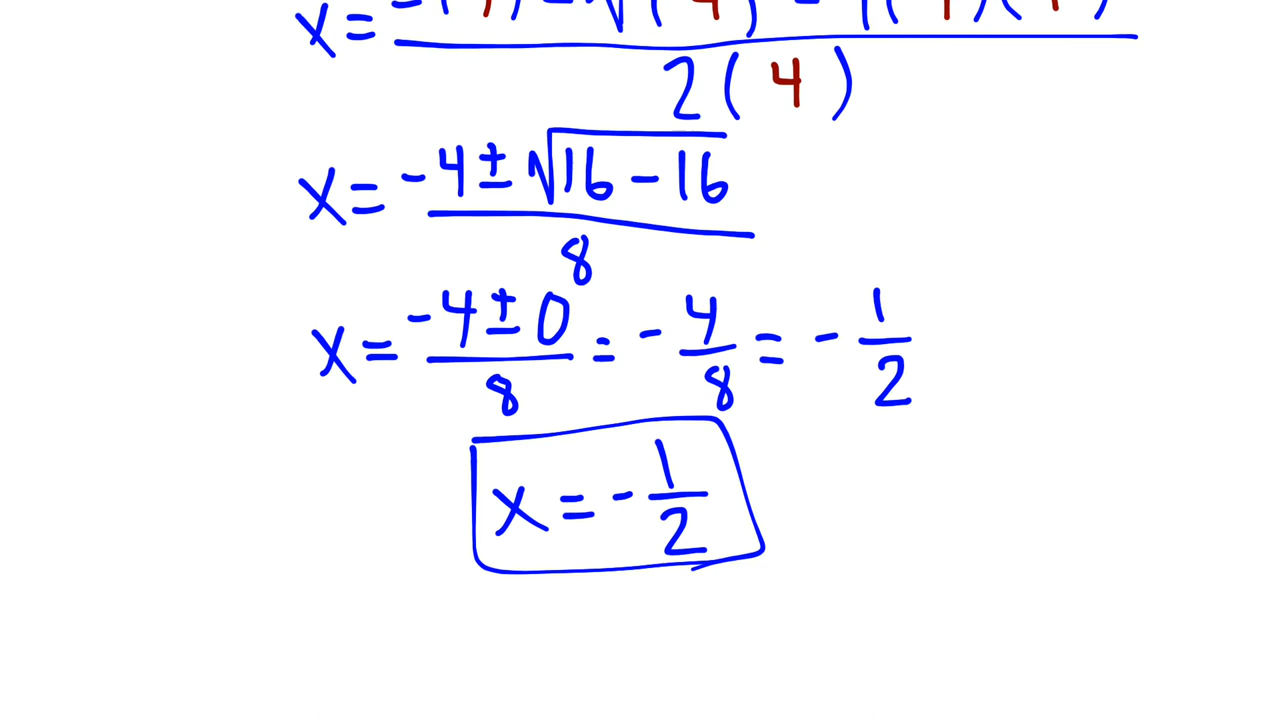 x =
2(4)
x = -4 ± √16 - 16
8
x = -4 ± 0 / 8 = - 4/8 = - 1/2
x = - 1/2